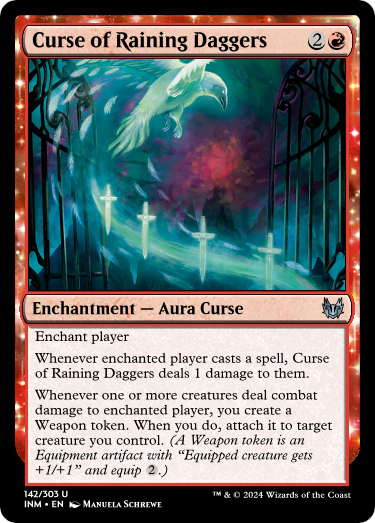 Curse of Raining Daggers 2
Enchantment — Aura Curse
Enchant player
Whenever enchanted player casts a spell, Curse
of Raining Daggers deals 1 damage to them.
Whenever one or more creatures deal combat
damage to enchanted player, you create a
Weapon token. When you do, attach it to target
creature you control. (A Weapon token is an
Equipment artifact with “Equipped creature gets
+1/+1” and equip 2.)
142/303 U
INM • EN Manuela Schrewe
™ & © 2024 Wizards of the Coast